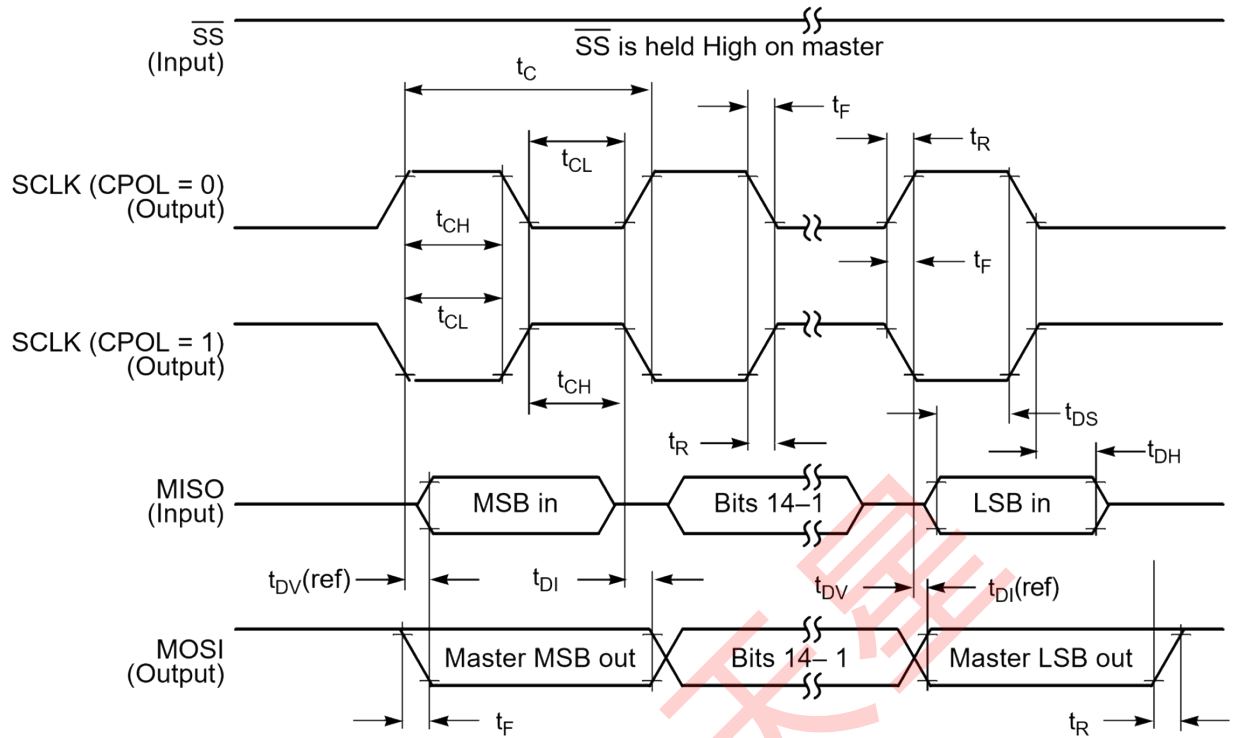 SS
(Input)
SS is held High on master
tC
tF
tR
tCL
SCLK (CPOL = 0)
(Output)
tCH
tF
tCL
SCLK (CPOL = 1)
(Output)
tCH
tDS
tR
tDH
MISO
(Input)
MSB in
Bits 14–1
LSB in
tDV(ref)
tDI
tDV
tDI(ref)
MOSI
(Output)
Master MSB out
Bits 14– 1
Master LSB out
tF
tR
天星